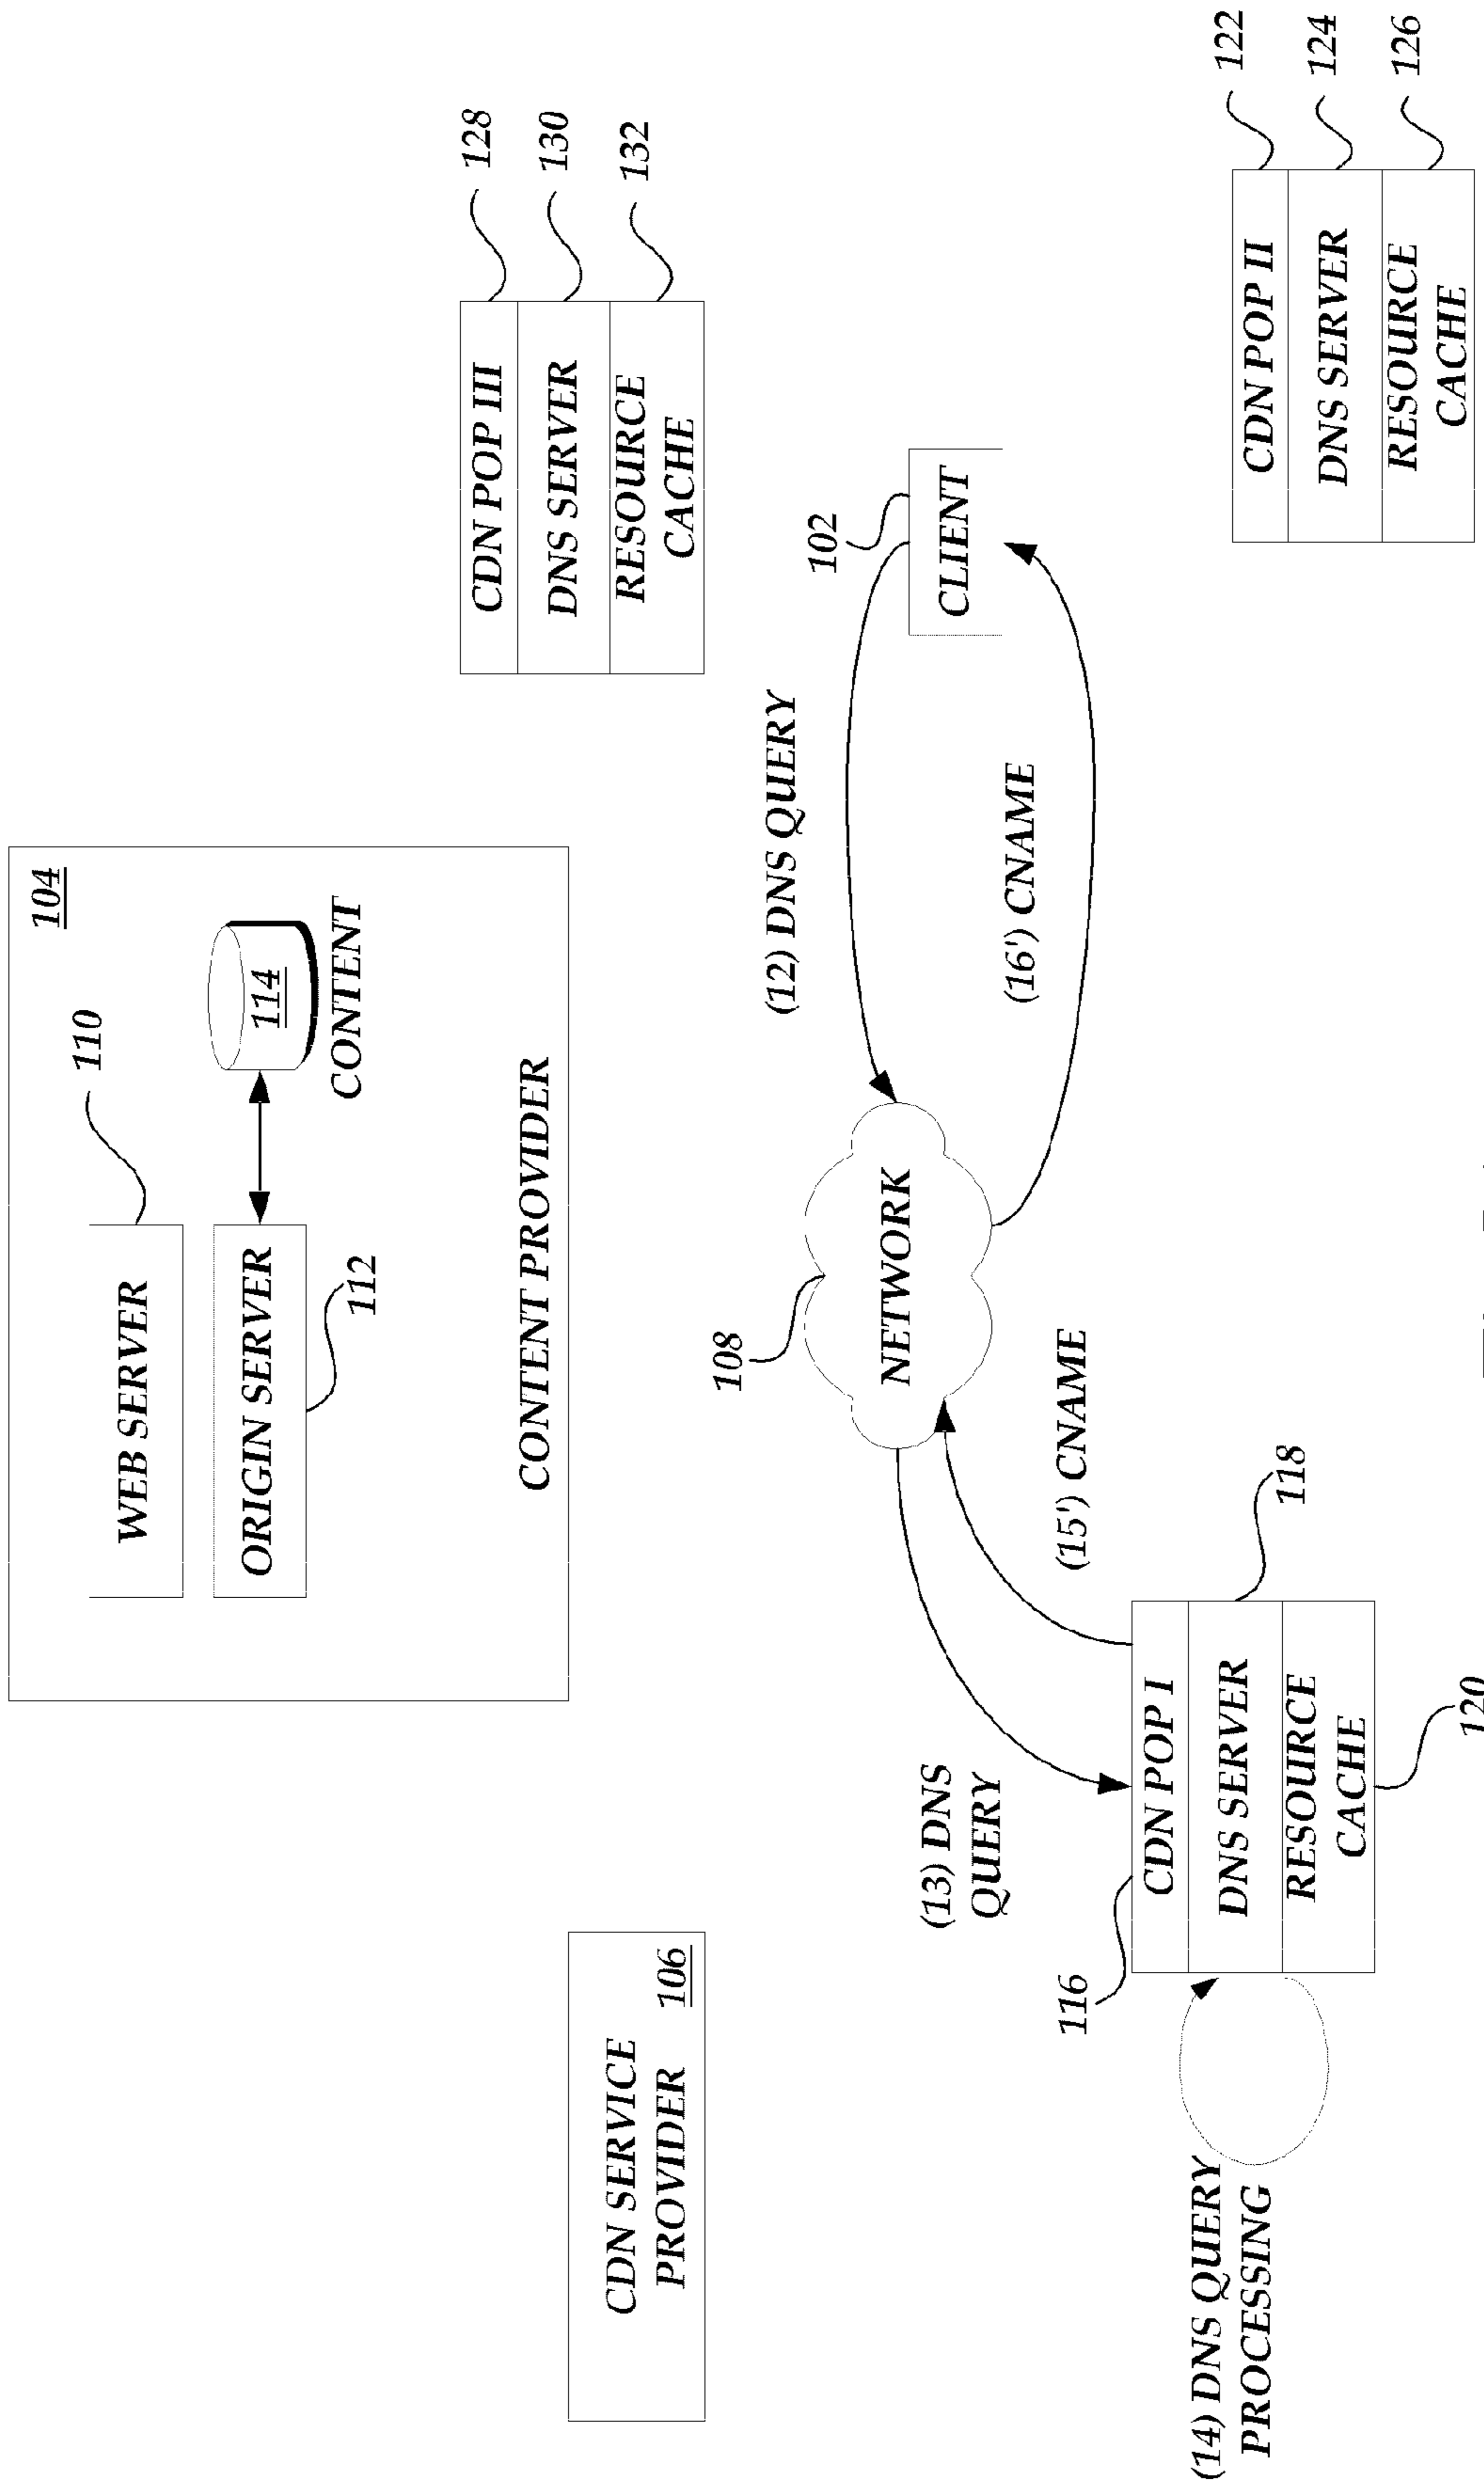 104
WEB SERVER
110
ORIGIN SERVER
112
114
CONTENT
CONTENT PROVIDER
CDN SERVICE
PROVIDER
106
CDN POP III
128
DNS SERVER
130
RESOURCE
CACHE
132
108
NETWORK
(12) DNS QUERY
102
CLIENT
(16') CNAME
(13) DNS
QUERY
(15') CNAME
116
CDN POP I
DNS SERVER
118
RESOURCE
CACHE
120
(14) DNS QUERY
PROCESSING
CDN POP II
122
DNS SERVER
124
RESOURCE
CACHE
126